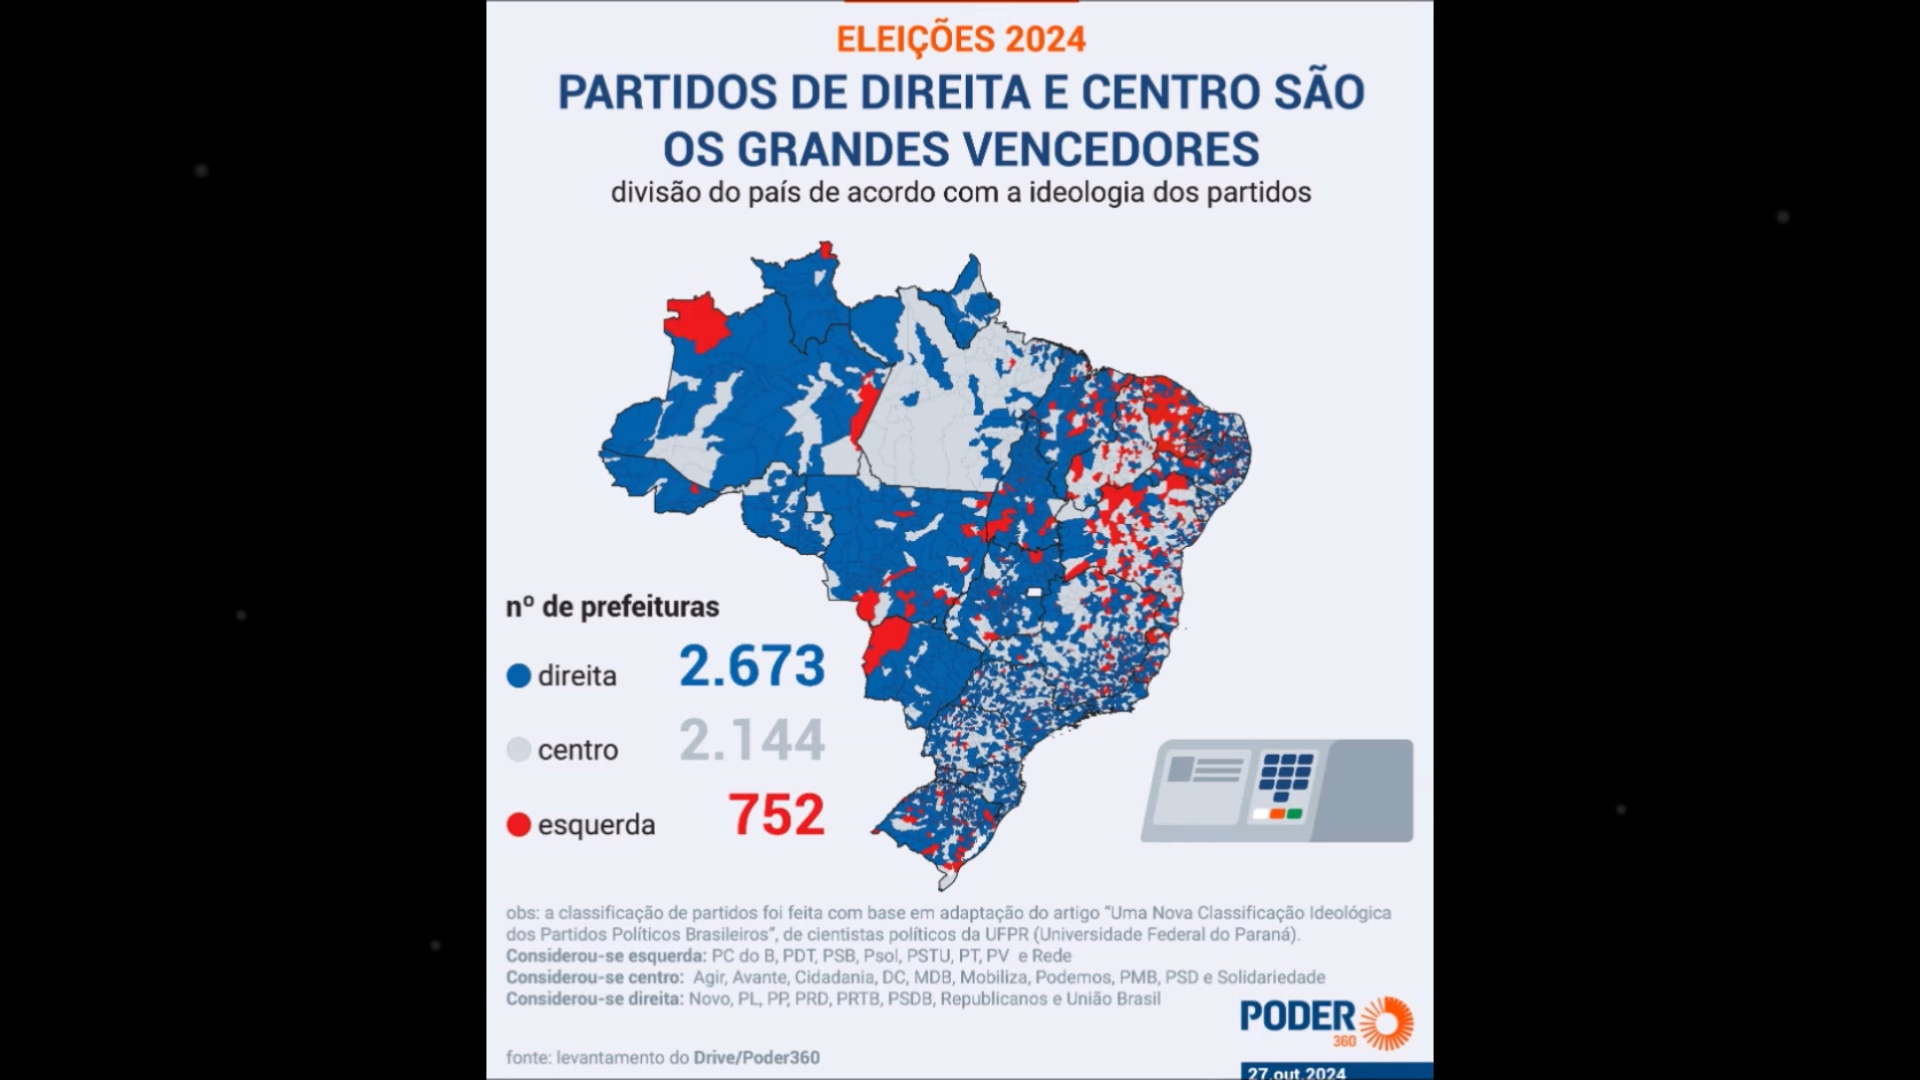 ELEIÇÕES 2024
PARTIDOS DE DIREITA E CENTRO SÃO
OS GRANDES VENCEDORES
divisão do país de acordo com a ideologia dos partidos
nº de prefeituras
direita 2.673
centro 2.144
esquerda 752
obs: a classificação de partidos foi feita com base em adaptação do artigo "Uma Nova Classificação Ideológica
dos Partidos Políticos Brasileiros", de cientistas políticos da UFPR (Universidade Federal do Paraná).
Considerou-se esquerda: PC do B, PDT, PSB, Psol, PSTU, PT, PV e Rede
Considerou-se centro: Agir, Avante, Cidadania, DC, MDB, Mobiliza, Podemos, PMB, PSD e Solidariedade
Considerou-se direita: Novo, PL, PP, PRD, PRTB, PSDB, Republicanos e União Brasil
PODER
360
fonte: levantamento do Drive/Poder360
27.out.2024